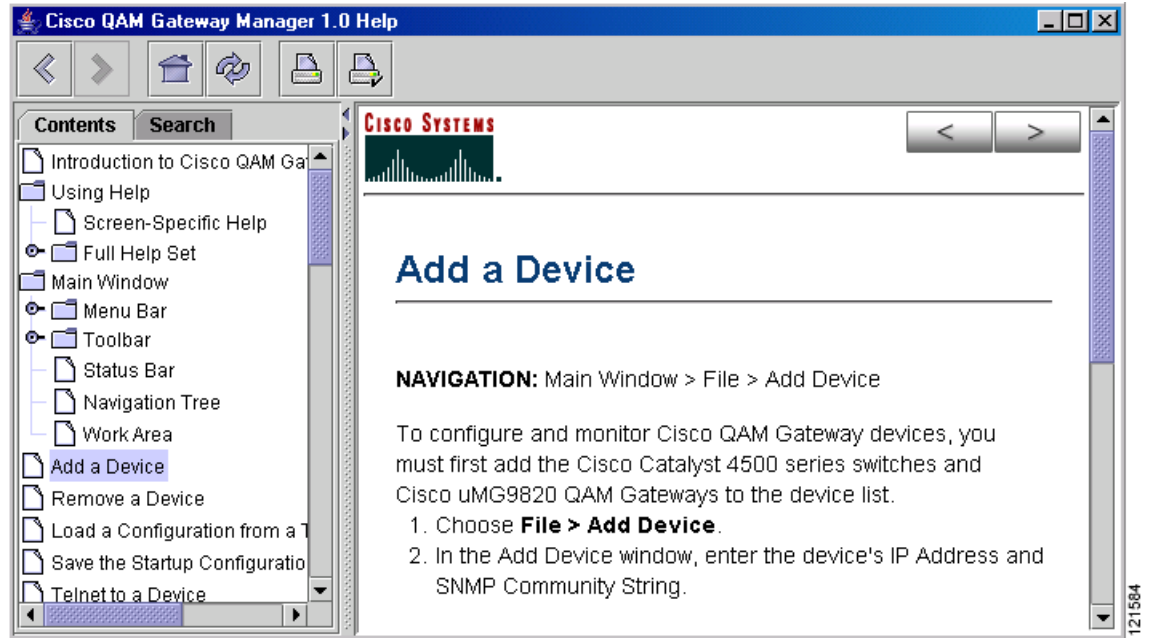 Cisco QAM Gateway Manager 1.0 Help
Contents
Search
Introduction to Cisco QAM Ga
Using Help
Screen-Specific Help
Full Help Set
Main Window
Menu Bar
Toolbar
Status Bar
Navigation Tree
Work Area
Add a Device
Remove a Device
Load a Configuration from a T
Save the Startup Configuratio
Telnet to a Device
CISCO SYSTEMS
< >
Add a Device
NAVIGATION: Main Window > File > Add Device
To configure and monitor Cisco QAM Gateway devices, you
must first add the Cisco Catalyst 4500 series switches and
Cisco uMG9820 QAM Gateways to the device list.
1. Choose File > Add Device.
2. In the Add Device window, enter the device's IP Address and
SNMP Community String.
121584